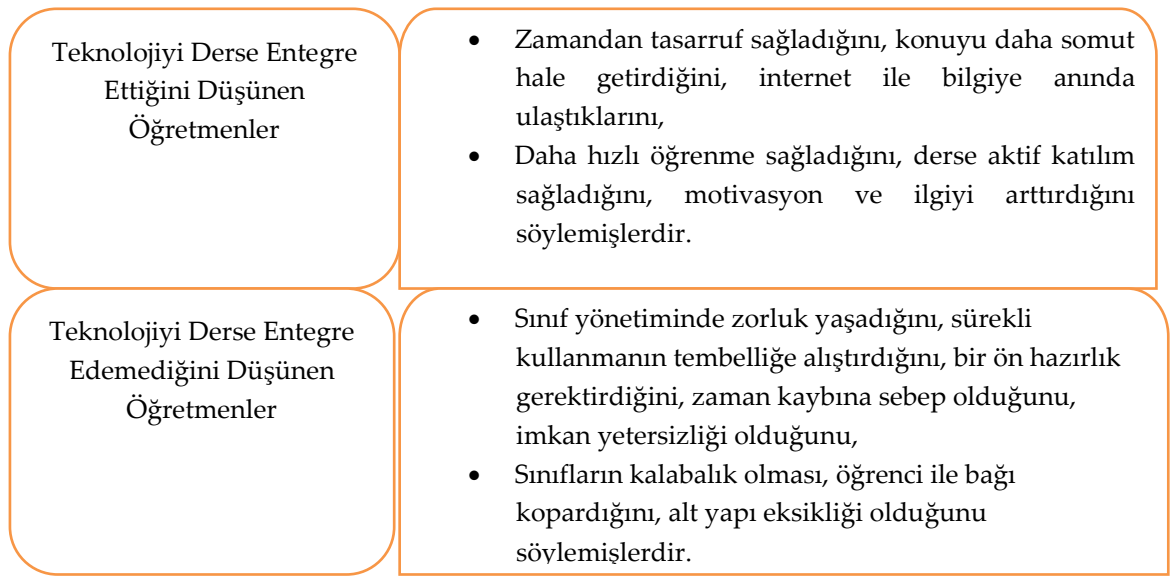 Teknolojiyi Derse Entegre
Ettiğini Düşünen
Öğretmenler
• Zamandan tasarruf sağladığını, konuyu daha somut
hale getirdiğini, internet ile bilgiye anında
ulaştıklarını,
• Daha hızlı öğrenme sağladığını, derse aktif katılım
sağladığını, motivasyon ve ilgiyi arttırdığını
söylemişlerdir.
Teknolojiyi Derse Entegre
Edemediğini Düşünen
Öğretmenler
• Sınıf yönetiminde zorluk yaşadığını, sürekli
kullanmanın tembelliğe alıştırdığını, bir ön hazırlık
gerektirdiğini, zaman kaybına sebep olduğunu,
imkan yetersizliği olduğunu,
• Sınıfların kalabalık olması, öğrenci ile bağı
kopardığını, alt yapı eksikliği olduğunu
söylemişlerdir.